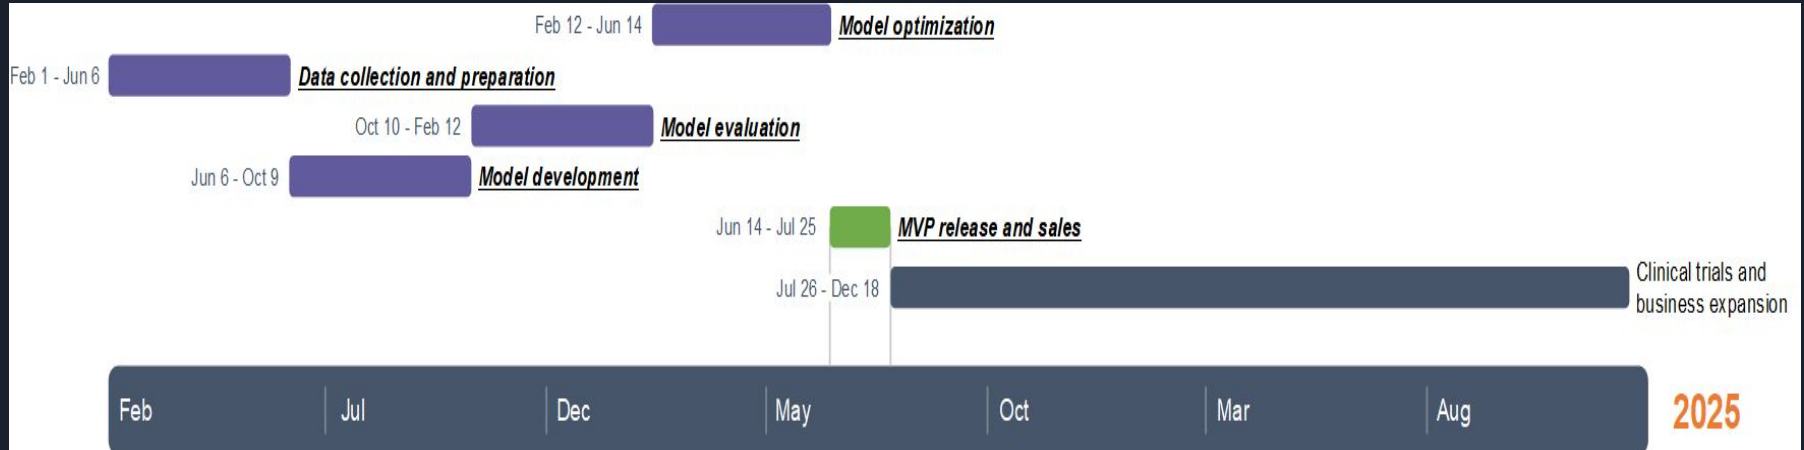 Feb 12 - Jun 14 Model optimization
Feb 1 - Jun 6 Data collection and preparation
Oct 10 - Feb 12 Model evaluation
Jun 6 - Oct 9 Model development
Jun 14 - Jul 25 MVP release and sales
Jul 26 - Dec 18 Clinical trials and
business expansion
Feb Jul Dec May Oct Mar Aug 2025